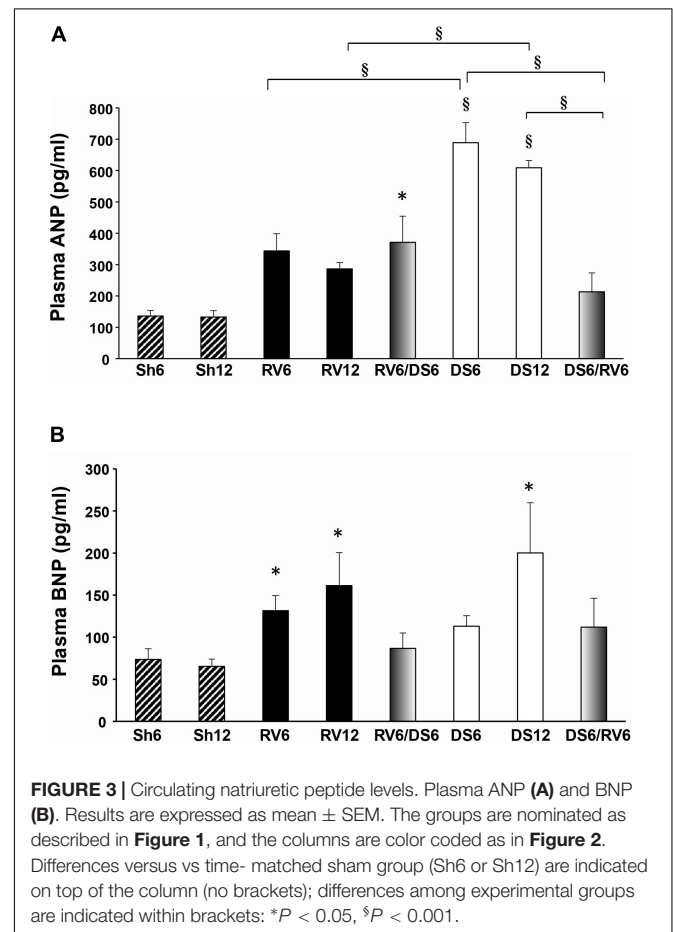 A
§
§
§
§
§
§
*
Plasma ANP (pg/ml)
800
700
600
500
400
300
200
100
0
Sh6 Sh12 RV6 RV12 RV6/DS6 DS6 DS12 DS6/RV6
B
Plasma BNP (pg/ml)
300
250
200
150
100
50
0
*
*
*
Sh6 Sh12 RV6 RV12 RV6/DS6 DS6 DS12 DS6/RV6
FIGURE 3 | Circulating natriuretic peptide levels. Plasma ANP (A) and BNP
(B). Results are expressed as mean ± SEM. The groups are nominated as
described in Figure 1, and the columns are color coded as in Figure 2.
Differences versus vs time- matched sham group (Sh6 or Sh12) are indicated
on top of the column (no brackets); differences among experimental groups
are indicated within brackets: *P < 0.05, §P < 0.001.